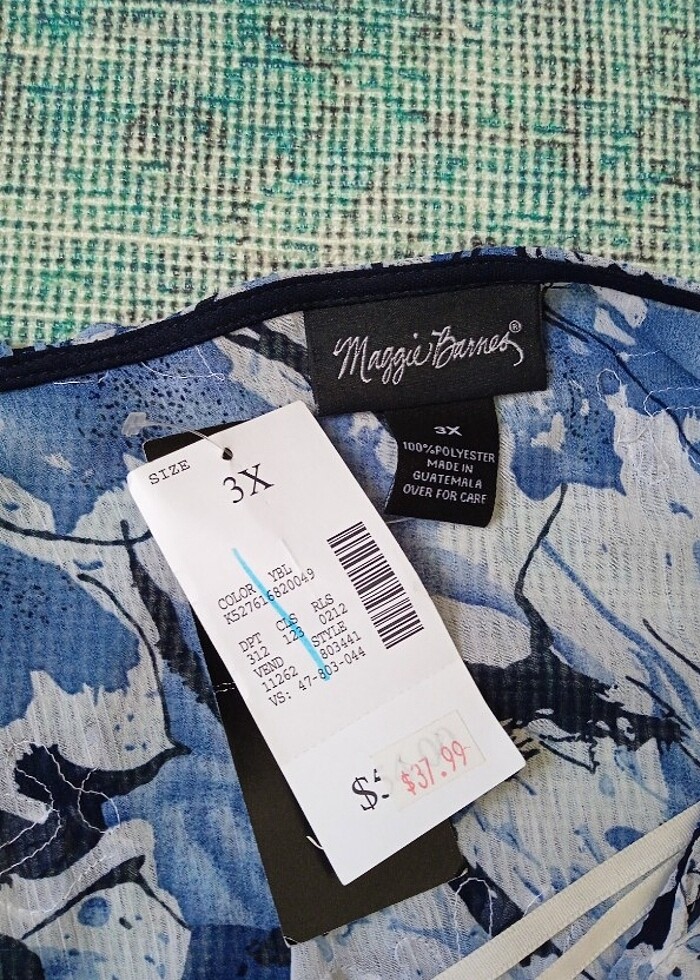 Maggie Barnes®
3X
100%POLYESTER
MADE IN
GUATEMALA
OVER FOR CARE
SIZE
3X
COLOR YBL
K527616820049
DPT CLS RLS
312 123 0212
VEND STYLE
11262 803441
VS: 47-803-044
$37.99